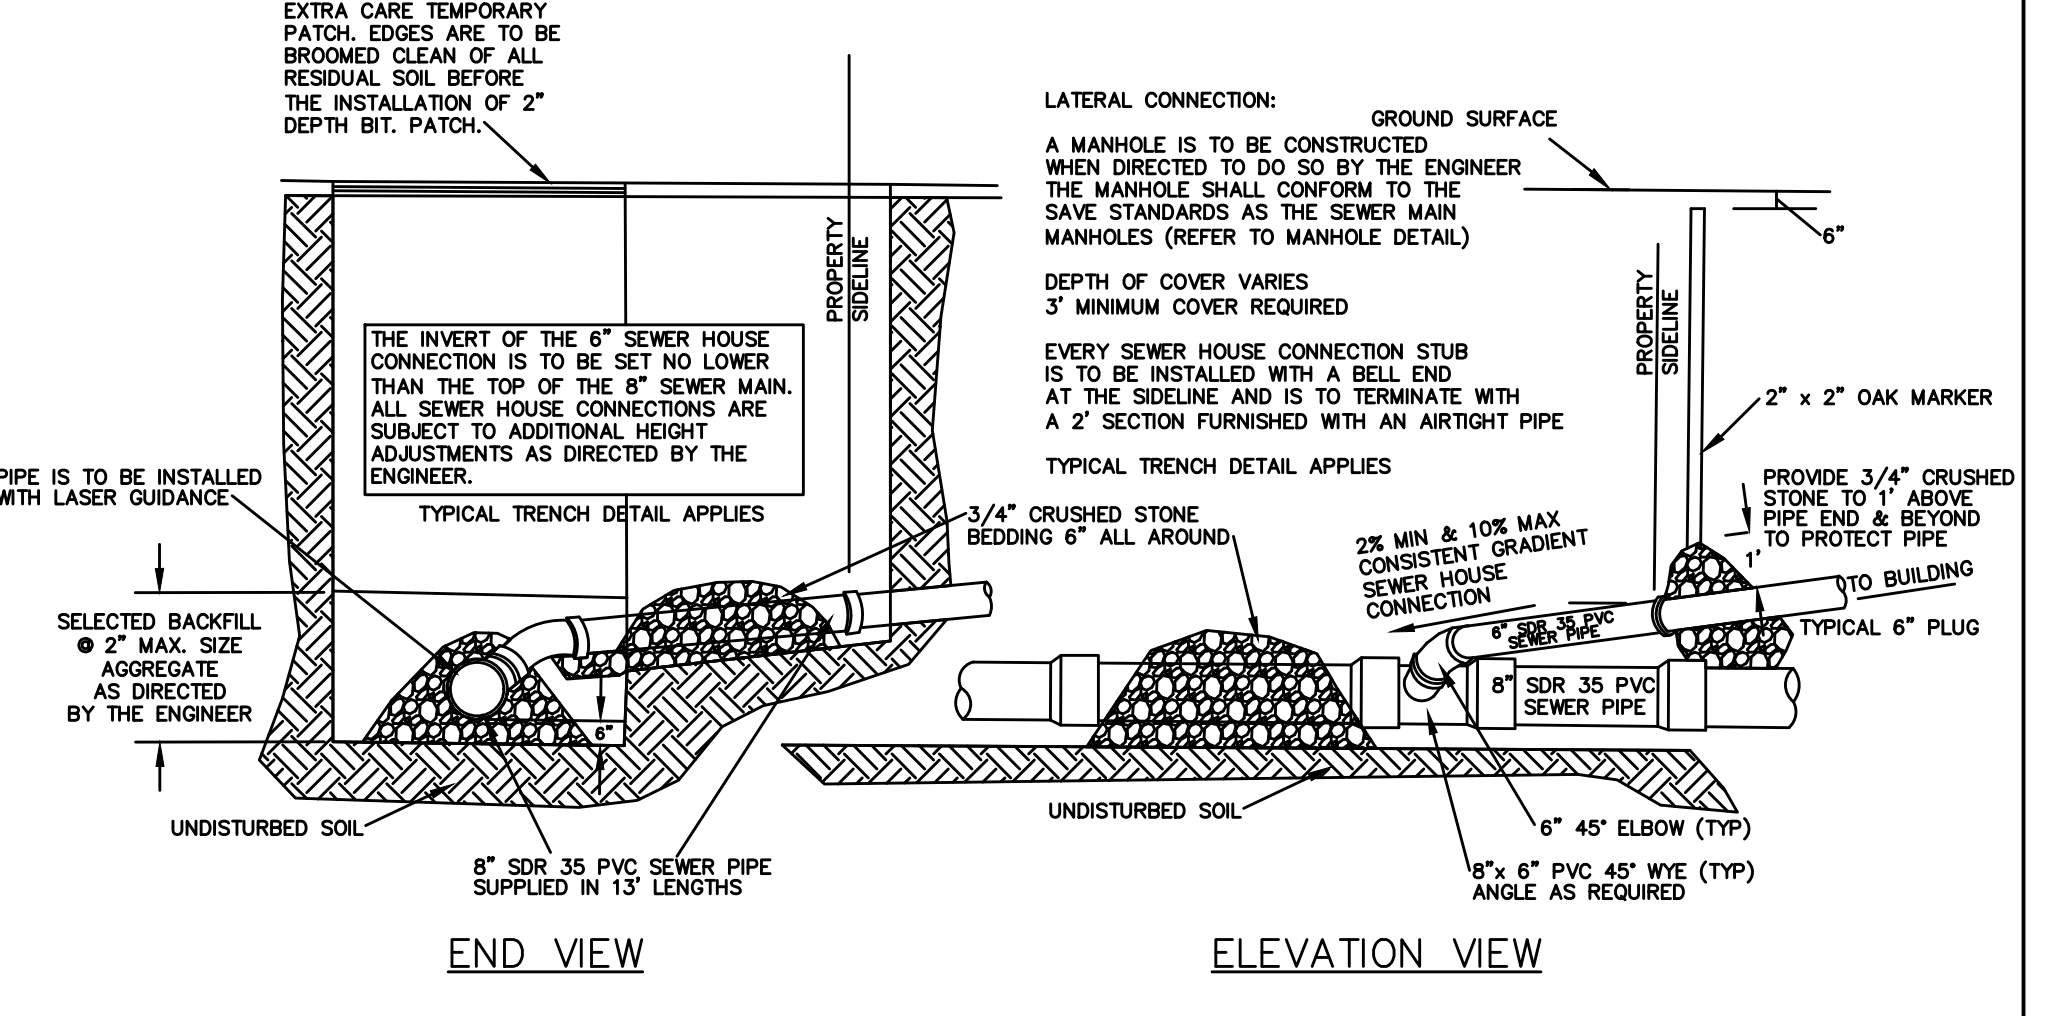 EXTRA CARE TEMPORARY
PATCH. EDGES ARE TO BE
BROOMED CLEAN OF ALL
RESIDUAL SOIL BEFORE
THE INSTALLATION OF 2"
DEPTH BIT. PATCH.
PROPERTY
SIDELINE
THE INVERT OF THE 6" SEWER HOUSE
CONNECTION IS TO BE SET NO LOWER
THAN THE TOP OF THE 8" SEWER MAIN.
ALL SEWER HOUSE CONNECTIONS ARE
SUBJECT TO ADDITIONAL HEIGHT
ADJUSTMENTS AS DIRECTED BY THE
ENGINEER.
TYPICAL TRENCH DETAIL APPLIES
PIPE IS TO BE INSTALLED
WITH LASER GUIDANCE
SELECTED BACKFILL
@ 2" MAX. SIZE
AGGREGATE
AS DIRECTED
BY THE ENGINEER
6"
UNDISTURBED SOIL
8" SDR 35 PVC SEWER PIPE
SUPPLIED IN 13' LENGTHS
END VIEW
LATERAL CONNECTION:
A MANHOLE IS TO BE CONSTRUCTED
WHEN DIRECTED TO DO SO BY THE ENGINEER
THE MANHOLE SHALL CONFORM TO THE
SAVE STANDARDS AS THE SEWER MAIN
MANHOLES (REFER TO MANHOLE DETAIL)
DEPTH OF COVER VARIES
3' MINIMUM COVER REQUIRED
EVERY SEWER HOUSE CONNECTION STUB
IS TO BE INSTALLED WITH A BELL END
AT THE SIDELINE AND IS TO TERMINATE WITH
A 2' SECTION FURNISHED WITH AN AIRTIGHT PIPE
TYPICAL TRENCH DETAIL APPLIES
3/4" CRUSHED STONE
BEDDING 6" ALL AROUND
GROUND SURFACE
6"
PROPERTY
SIDELINE
2" x 2" OAK MARKER
PROVIDE 3/4" CRUSHED
STONE TO 1' ABOVE
PIPE END & BEYOND
TO PROTECT PIPE
1'
2% MIN & 10% MAX
CONSISTENT GRADIENT
SEWER HOUSE
CONNECTION
TO BUILDING
TYPICAL 6" PLUG
6" SDR 35 PVC
SEWER PIPE
8" SDR 35 PVC
SEWER PIPE
UNDISTURBED SOIL
6" 45° ELBOW (TYP)
8"x 6" PVC 45° WYE (TYP)
ANGLE AS REQUIRED
ELEVATION VIEW